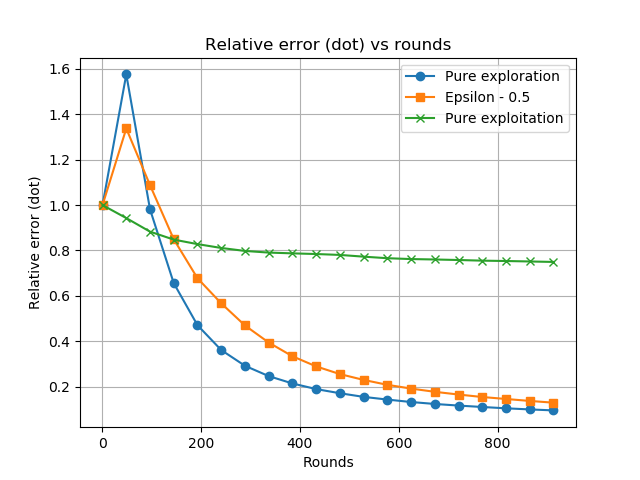 Relative error (dot) vs rounds
Pure exploration
Epsilon - 0.5
Pure exploitation
1.6
1.4
1.2
1.0
0.8
0.6
0.4
0.2
Relative error (dot)
0 200 400 600 800
Rounds